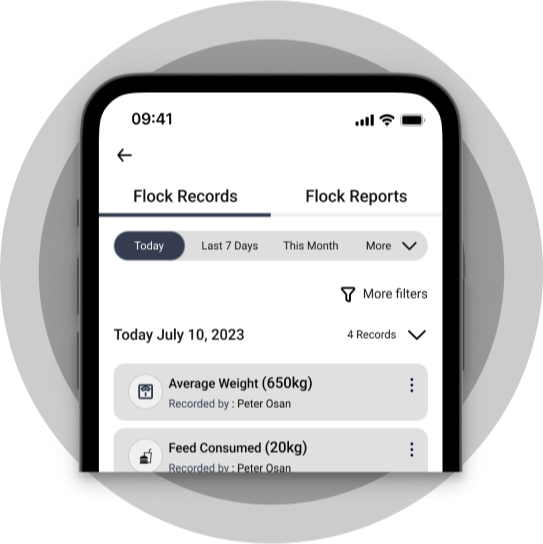 09:41
Flock Records Flock Reports
Today Last 7 Days This Month More
More filters
Today July 10, 2023 4 Records
Average Weight (650kg)
Recorded by : Peter Osan
Feed Consumed (20kg)
Recorded by : Peter Osan